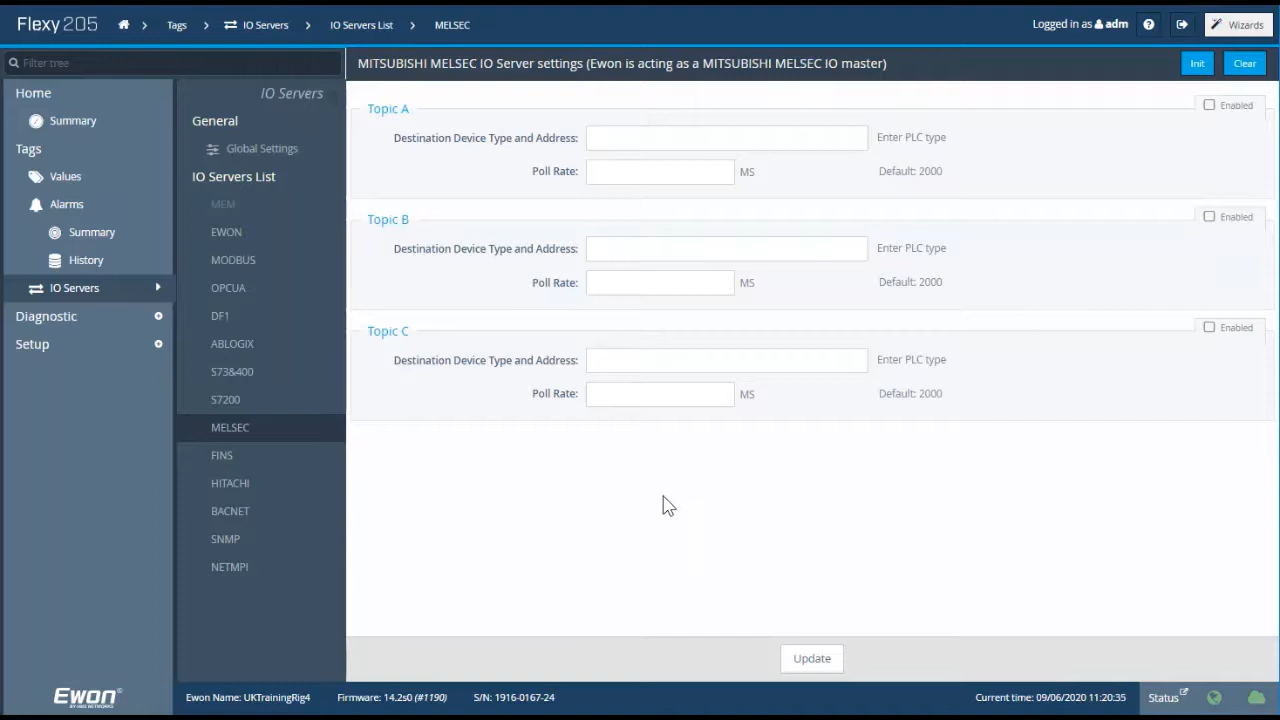 Flexy 205
Tags
IO Servers
IO Servers List
MELSEC
Logged in as adm
Wizards
Filter tree
Home
Summary
Tags
Values
Alarms
Summary
History
IO Servers
Diagnostic
Setup
IO Servers
General
Global Settings
IO Servers List
MEM
EWON
MODBUS
OPCUA
DF1
ABLOGIX
S73&400
S7200
MELSEC
FINS
HITACHI
BACNET
SNMP
NETMPI
MITSUBISHI MELSEC IO Server settings (Ewon is acting as a MITSUBISHI MELSEC IO master)
Init
Clear
Topic A
Enabled
Destination Device Type and Address: Enter PLC type
Poll Rate: MS Default: 2000
Topic B
Enabled
Destination Device Type and Address: Enter PLC type
Poll Rate: MS Default: 2000
Topic C
Enabled
Destination Device Type and Address: Enter PLC type
Poll Rate: MS Default: 2000
Update
Ewon®
BY HMS NETWORKS
Ewon Name: UKTrainingRig4
Firmware: 14.2s0 (#1190)
S/N: 1916-0167-24
Current time: 09/06/2020 11:20:35
Status